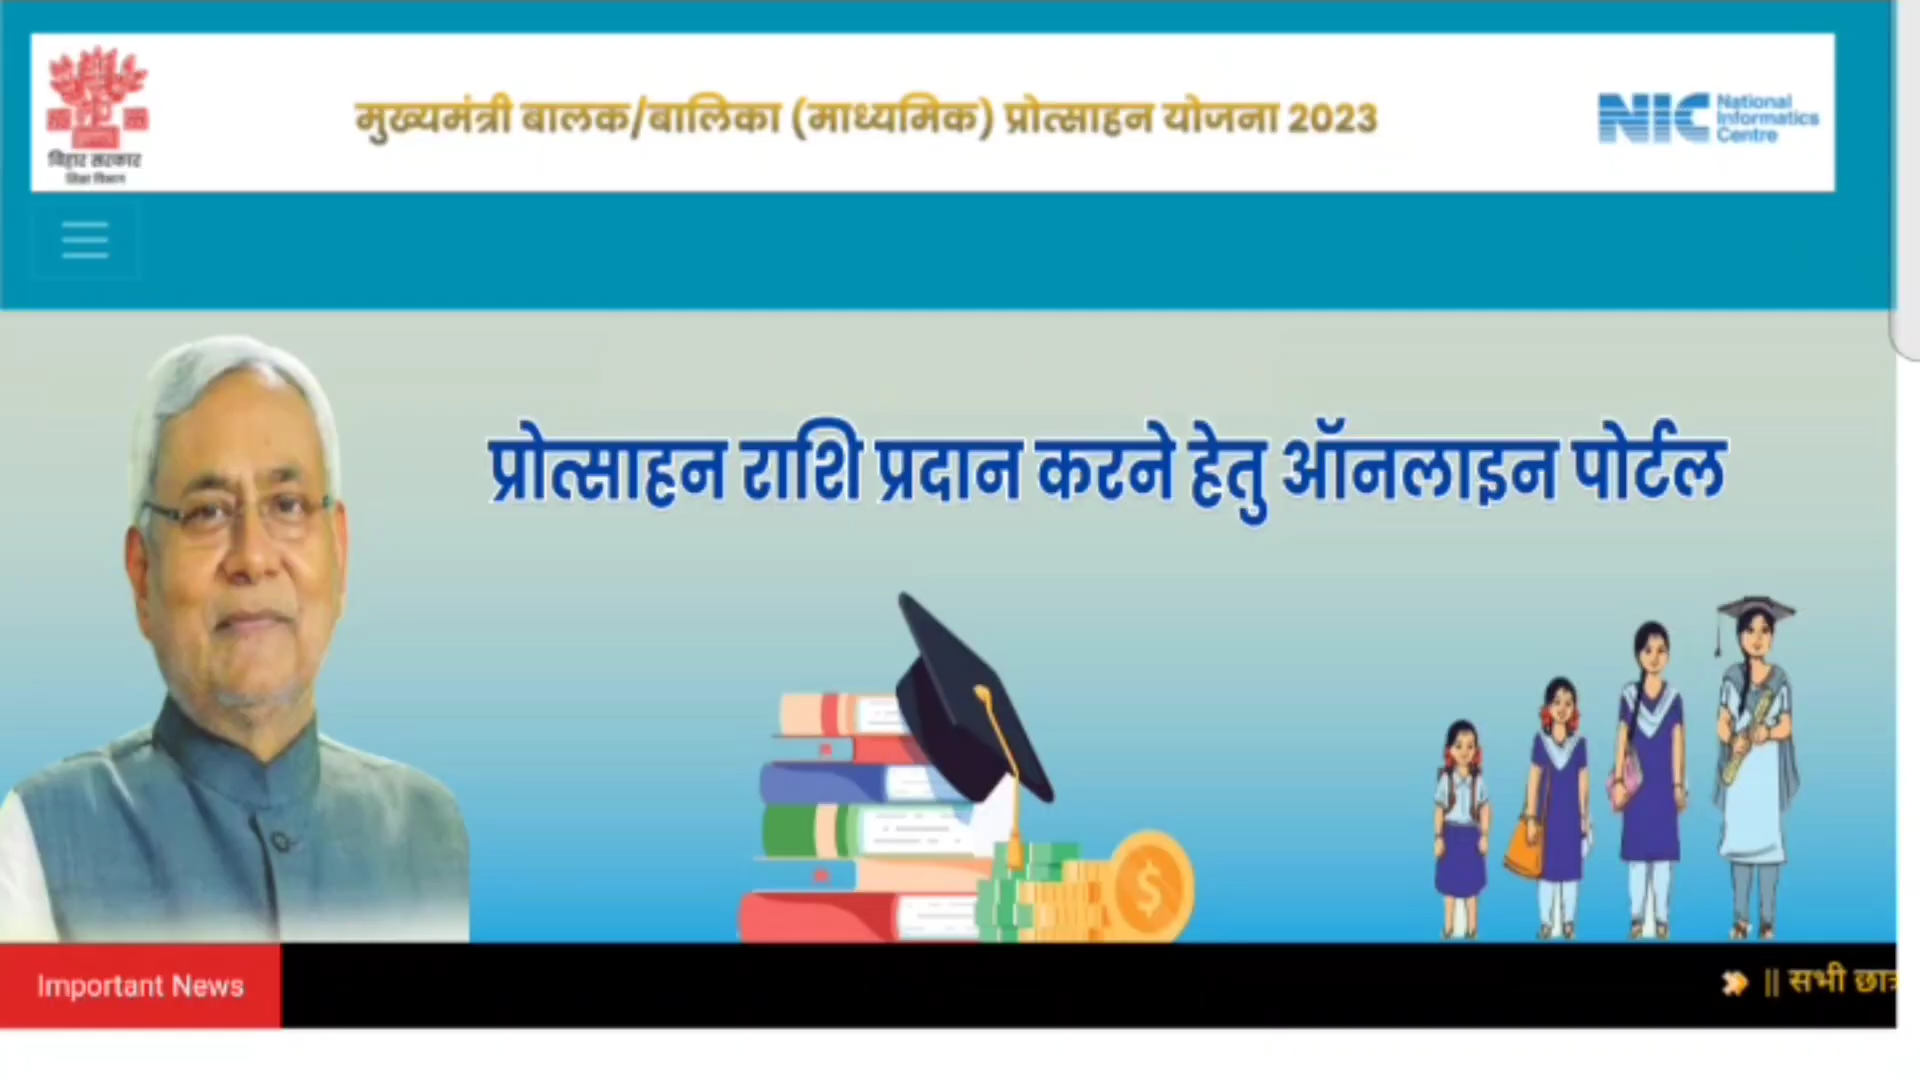 बिहार सरकार
शिक्षा विभाग
मुख्यमंत्री बालक/बालिका (माध्यमिक) प्रोत्साहन योजना 2023
NIC National
Informatics
Centre
प्रोत्साहन राशि प्रदान करने हेतु ऑनलाइन पोर्टल
$
Important News
|| सभी